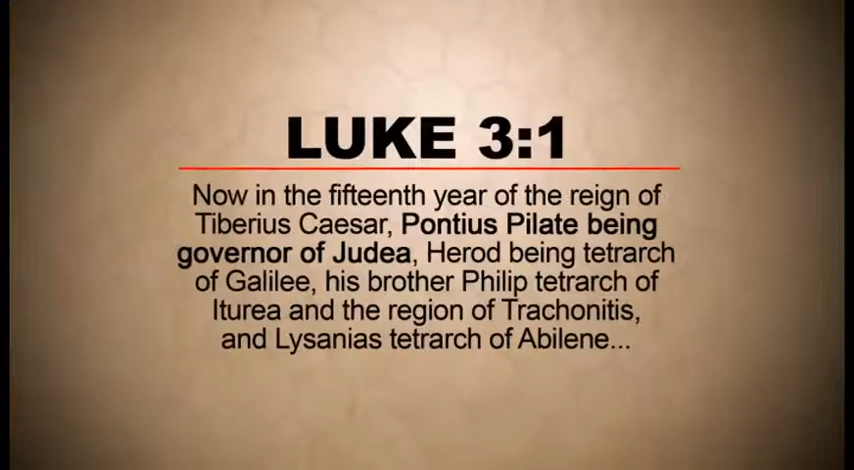 LUKE 3:1
Now in the fifteenth year of the reign of
Tiberius Caesar, Pontius Pilate being
governor of Judea, Herod being tetrarch
of Galilee, his brother Philip tetrarch of
Iturea and the region of Trachonitis,
and Lysanias tetrarch of Abilene...